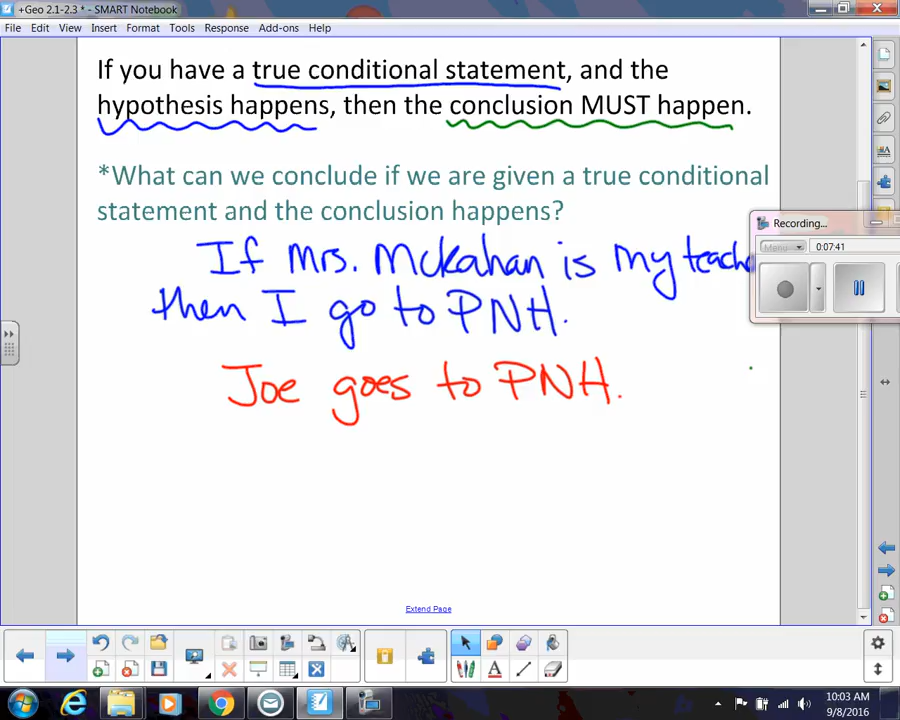 +Geo 2.1-2.3 * - SMART Notebook
File Edit View Insert Format Tools Response Add-ons Help
If you have a true conditional statement, and the
hypothesis happens, then the conclusion MUST happen.
*What can we conclude if we are given a true conditional
statement and the conclusion happens?
Recording...
Menu 0:07:41
If Mrs. McKahan is my teache
then I go to PNH.
Joe goes to PNH.
Extend Page
10:03 AM
9/8/2016